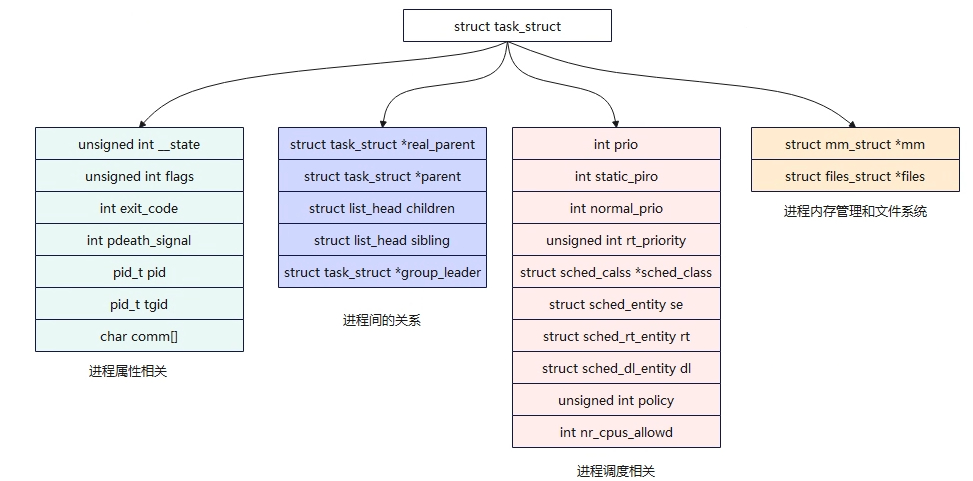 struct task_struct
unsigned int __state
unsigned int flags
int exit_code
int pdeath_signal
pid_t pid
pid_t tgid
char comm[]
进程属性相关
struct task_struct *real_parent
struct task_struct *parent
struct list_head children
struct list_head sibling
struct task_struct *group_leader
进程间的关系
int prio
int static_piro
int normal_prio
unsigned int rt_priority
struct sched_calss *sched_class
struct sched_entity se
struct sched_rt_entity rt
struct sched_dl_entity dl
unsigned int policy
int nr_cpus_allowd
进程调度相关
struct mm_struct *mm
struct files_struct *files
进程内存管理和文件系统